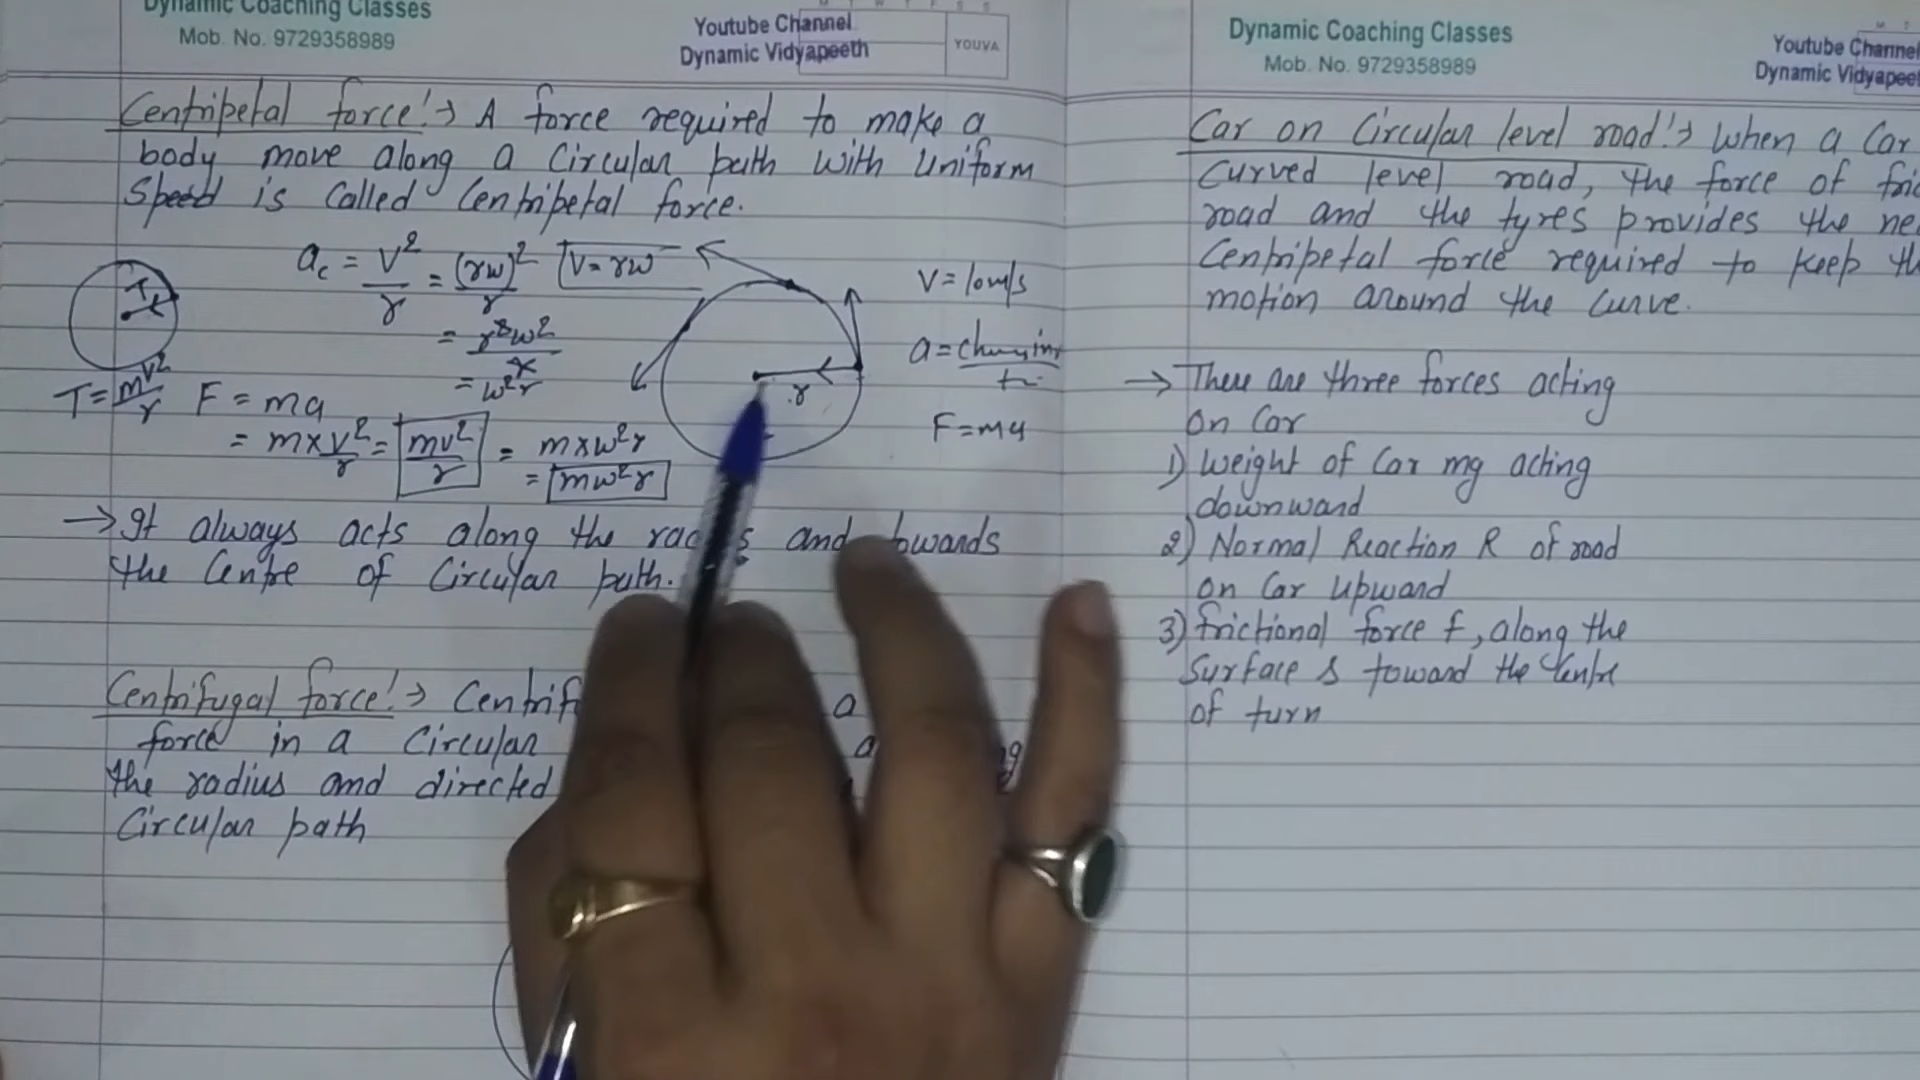 Dynamic Coaching Classes
Mob. No. 9729358989
Youtube Channel
Dynamic Vidyapeeth
YOUVA
Centripetal force:→ A force required to make a
body move along a Circular path with Uniform
Speed is Called Centripetal force.
a_c = v²/r = (rω)²/r V = rω
= r²ω²/r
= ω²r
V = 10 m/s
a =
F = ma
r
T
T = mv²/r F = ma
= m×v²/r = mv²/r = m×ω²r
= mω²r
→ It always acts along the and towards
the Centre of Circular path.
Centrifugal force:→ a
force in a Circular
the radius and directed
Circular path
Dynamic Coaching Classes
Mob. No. 9729358989
Youtube Channel
Dynamic
Car on Circular level road:→ When a Car
Curved level road, the force of
road and the tyres provides the
Centripetal force required to keep
motion around the Curve.
→ There are three forces acting
on Car
1) Weight of Car mg acting
downward
2) Normal Reaction R of road
on Car Upward
3) Frictional force f, along the
Surface & toward the Centre
of turn